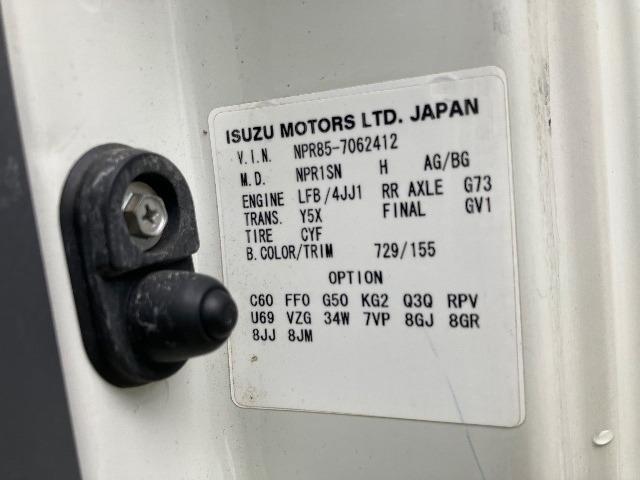 ISUZU MOTORS LTD. JAPAN
V.I.N. NPR85-7062412
M.D. NPR1SN H AG/BG
ENGINE LFB/4JJ1 RR AXLE G73
TRANS. Y5X FINAL GV1
TIRE CYF
B.COLOR/TRIM 729/155
OPTION
C60 FF0 G50 KG2 Q3Q RPV
U69 VZG 34W 7VP 8GJ 8GR
8JJ 8JM